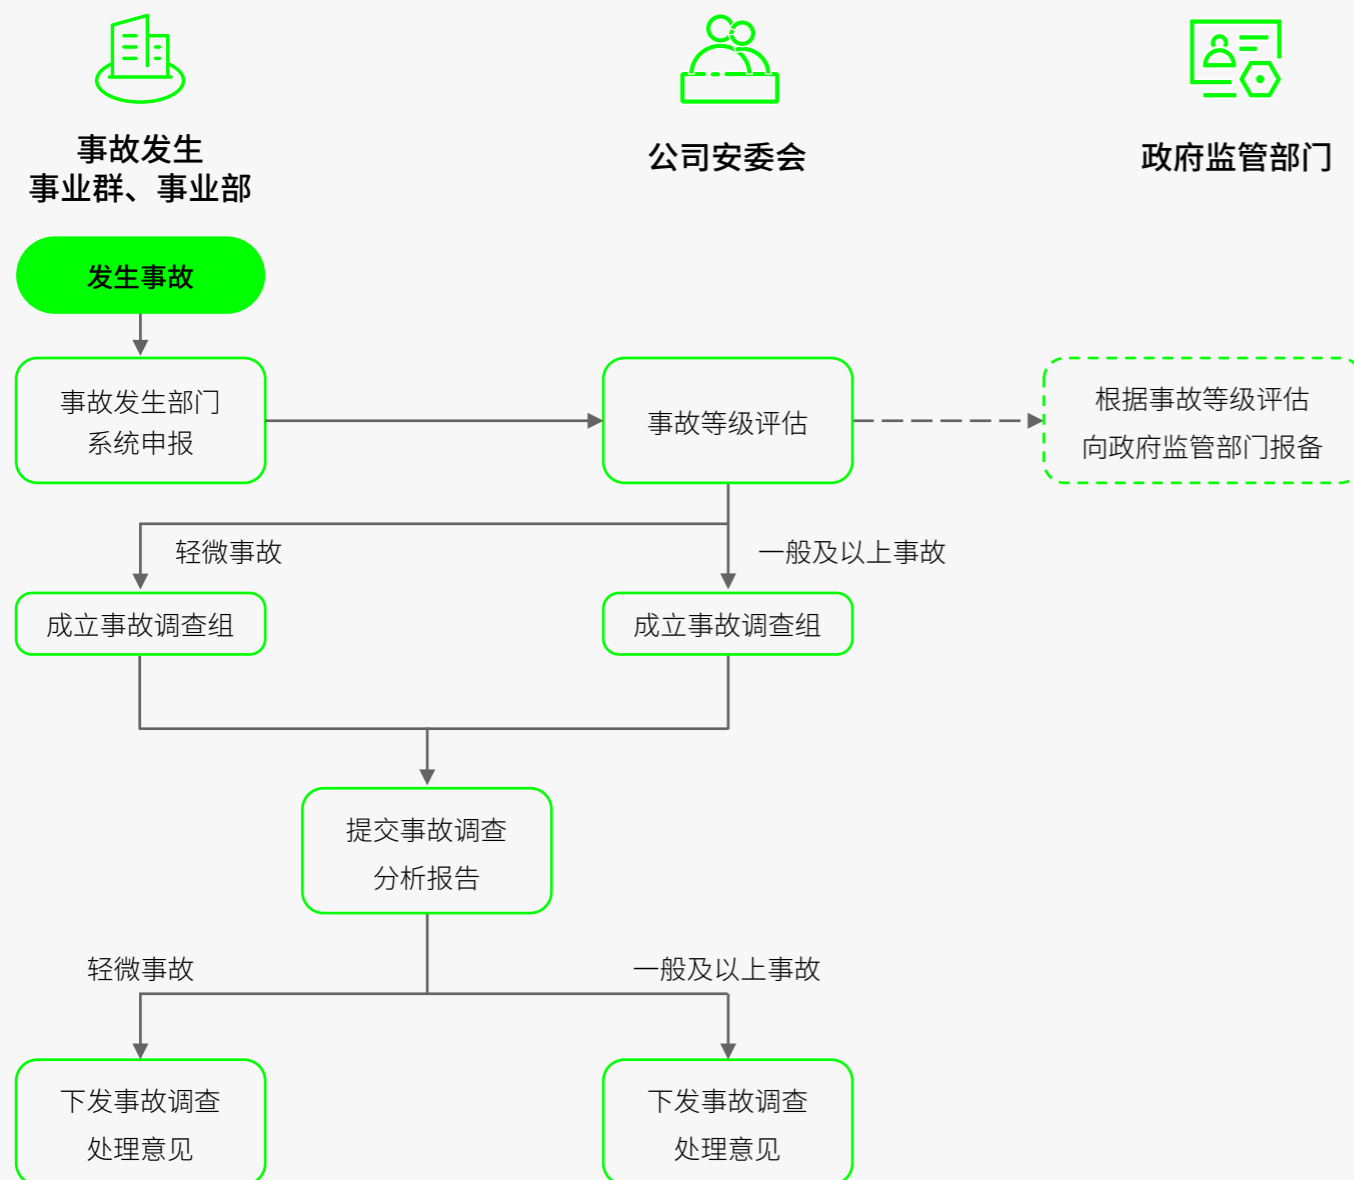 事故发生
事业群、事业部
公司安委会
政府监管部门
发生事故
事故发生部门
系统申报
事故等级评估
根据事故等级评估
向政府监管部门报备
轻微事故
一般及以上事故
成立事故调查组
成立事故调查组
提交事故调查
分析报告
轻微事故
一般及以上事故
下发事故调查
处理意见
下发事故调查
处理意见